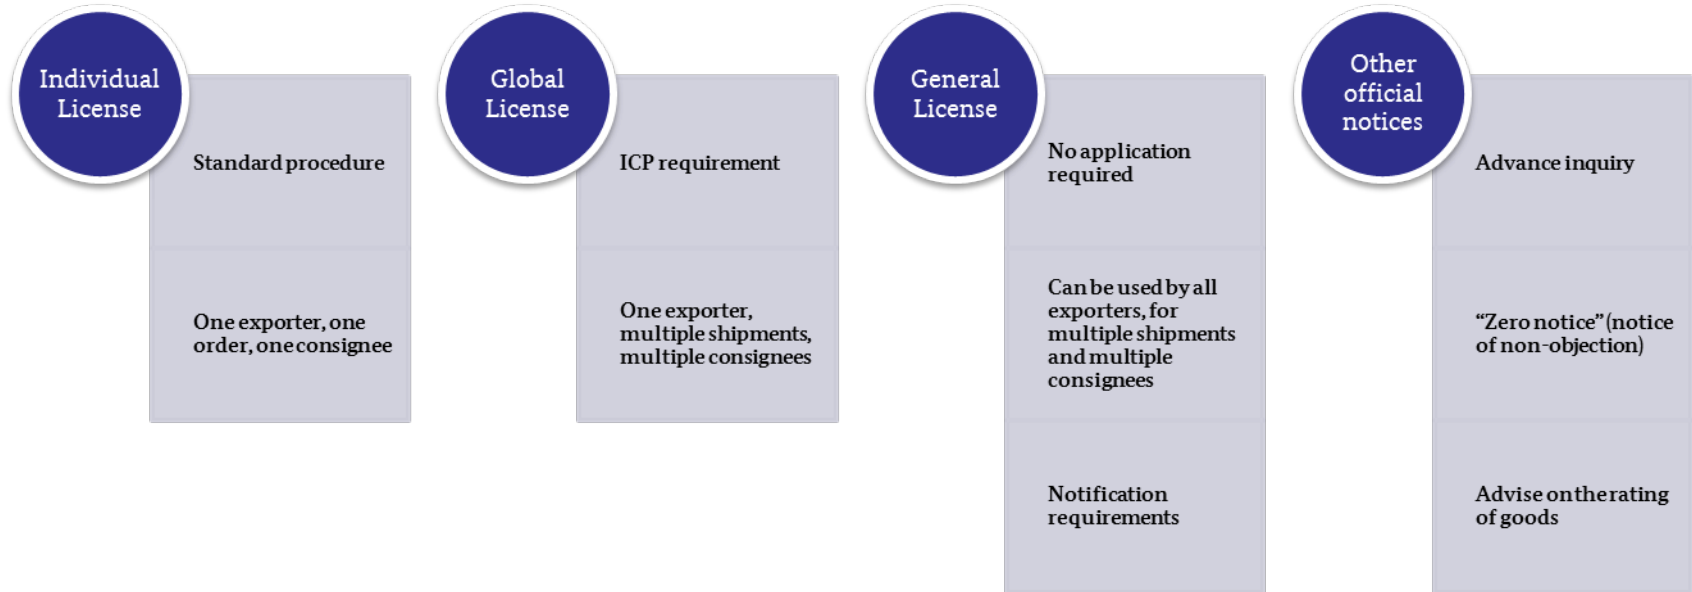 Individual
License
Standard procedure
One exporter, one
order, one consignee
Global
License
ICP requirement
One exporter,
multiple shipments,
multiple consignees
General
License
No application
required
Can be used by all
exporters, for
multiple shipments
and multiple
consignees
Notification
requirements
Other
official
notices
Advance inquiry
“Zero notice” (notice
of non-objection)
Advise on the rating
of goods